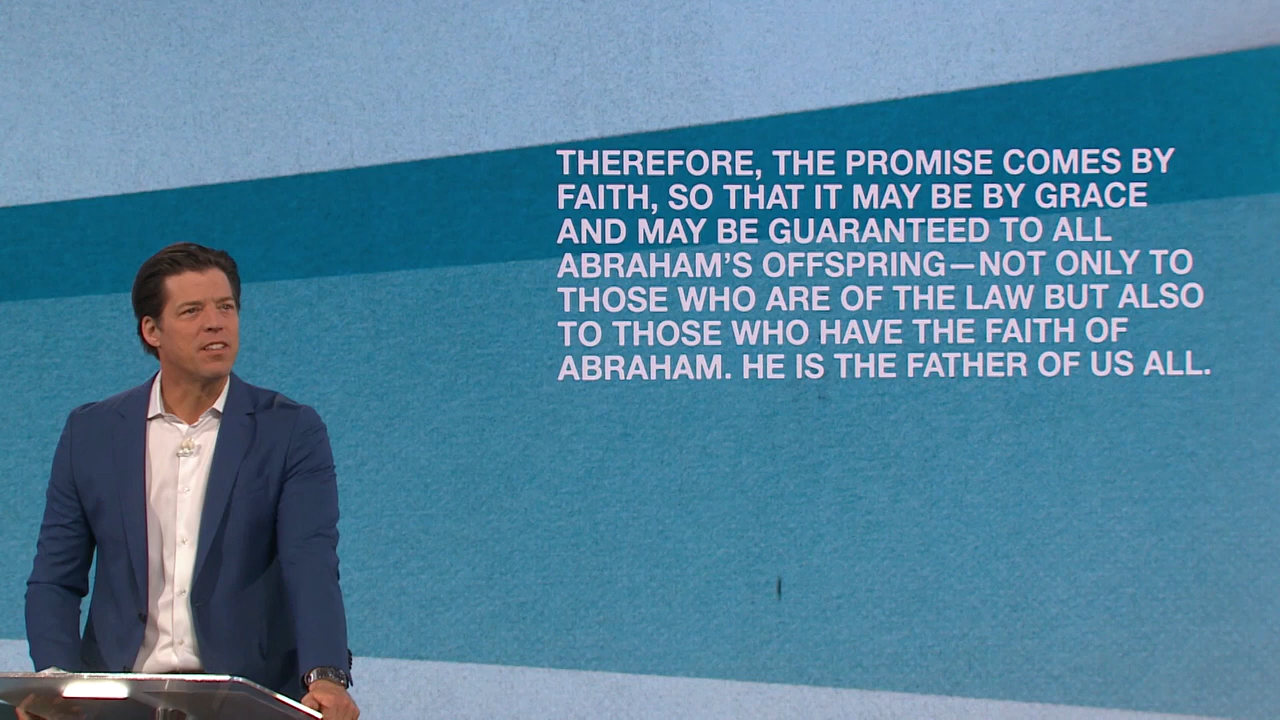 THEREFORE, THE PROMISE COMES BY
FAITH, SO THAT IT MAY BE BY GRACE
AND MAY BE GUARANTEED TO ALL
ABRAHAM’S OFFSPRING—NOT ONLY TO
THOSE WHO ARE OF THE LAW BUT ALSO
TO THOSE WHO HAVE THE FAITH OF
ABRAHAM. HE IS THE FATHER OF US ALL.